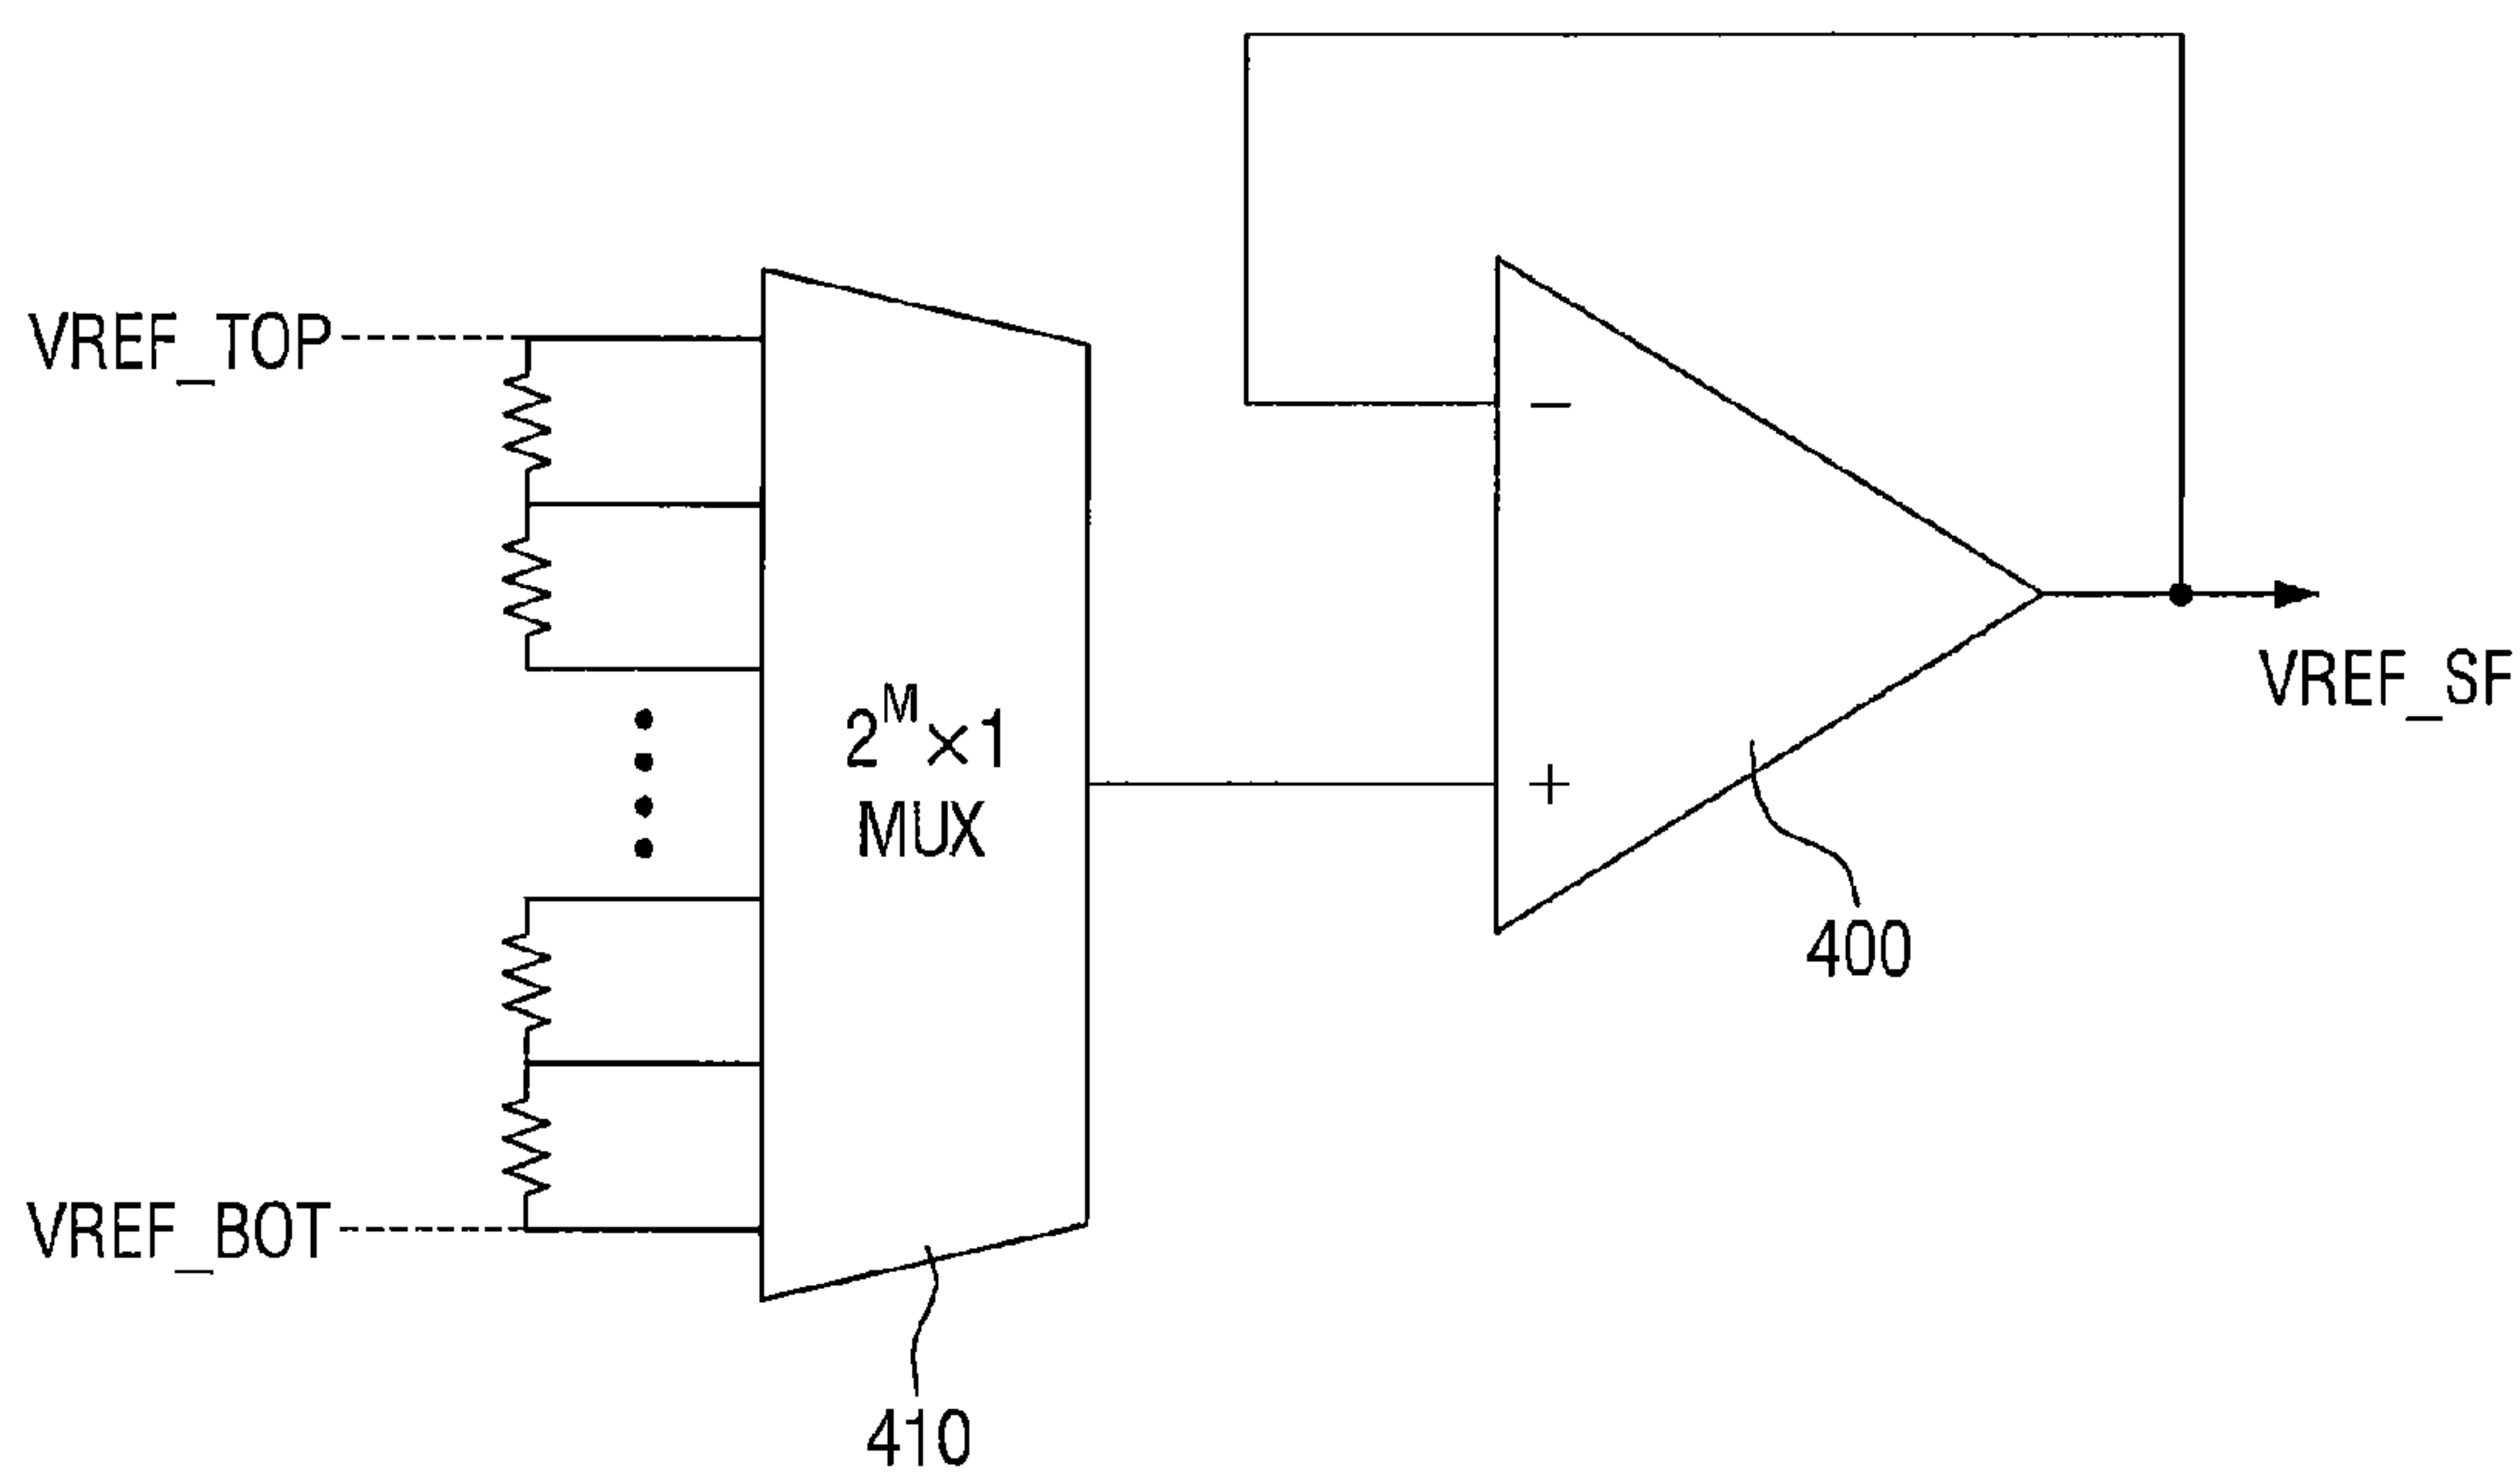 VREF_TOP
−
2^M×1
MUX
VREF_SF
+
400
VREF_BOT
410